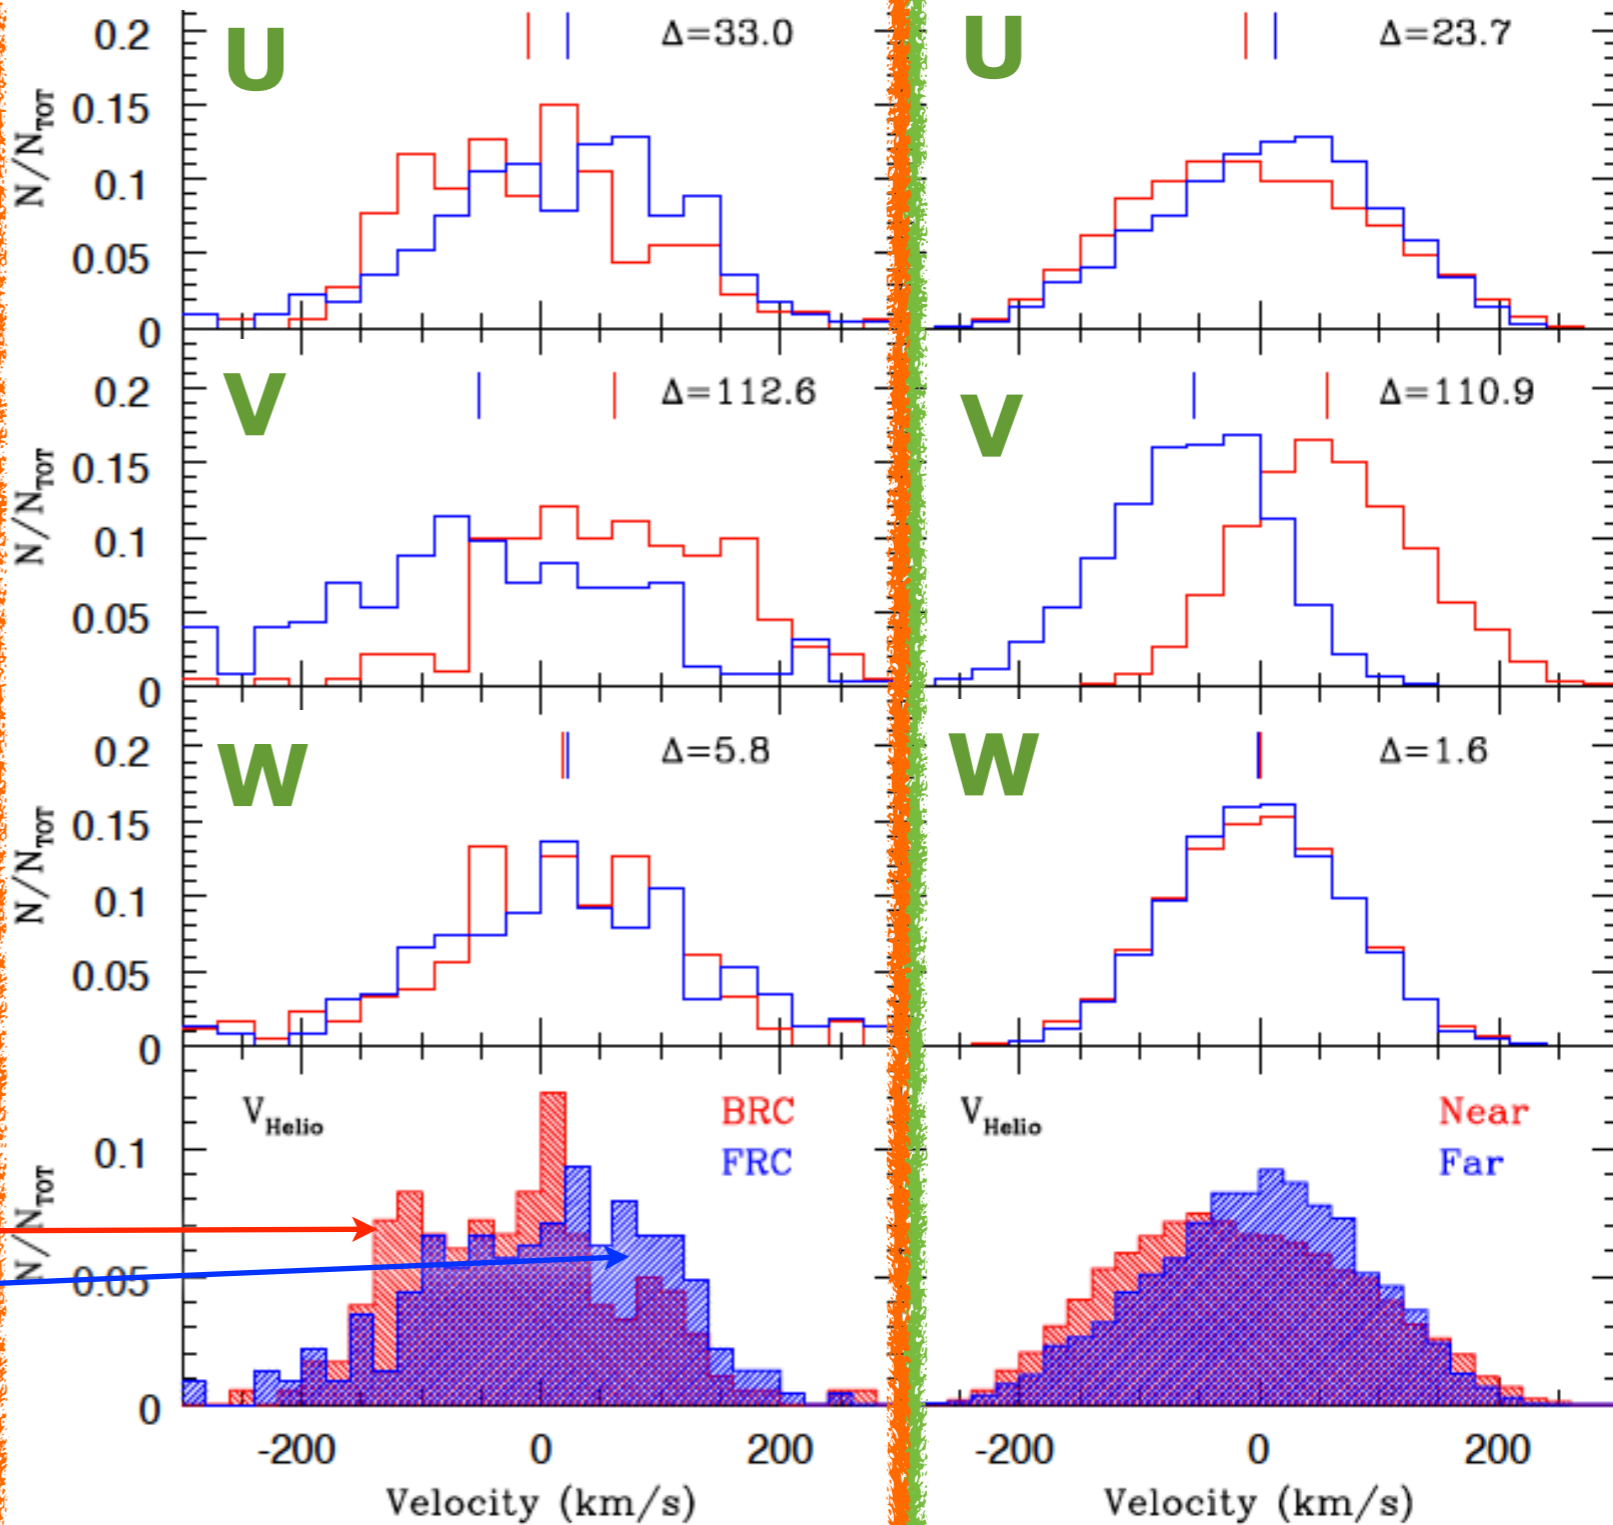 U
Δ=33.0
0.2
0.15
0.1
0.05
0
N/N_TOT
U
Δ=23.7
V
Δ=112.6
0.2
0.15
0.1
0.05
0
N/N_TOT
V
Δ=110.9
W
Δ=5.8
0.2
0.15
0.1
0.05
0
N/N_TOT
W
Δ=1.6
V_Helio
BRC
FRC
0.1
0.05
0
N/N_TOT
-200 0 200
Velocity (km/s)
V_Helio
Near
Far
-200 0 200
Velocity (km/s)